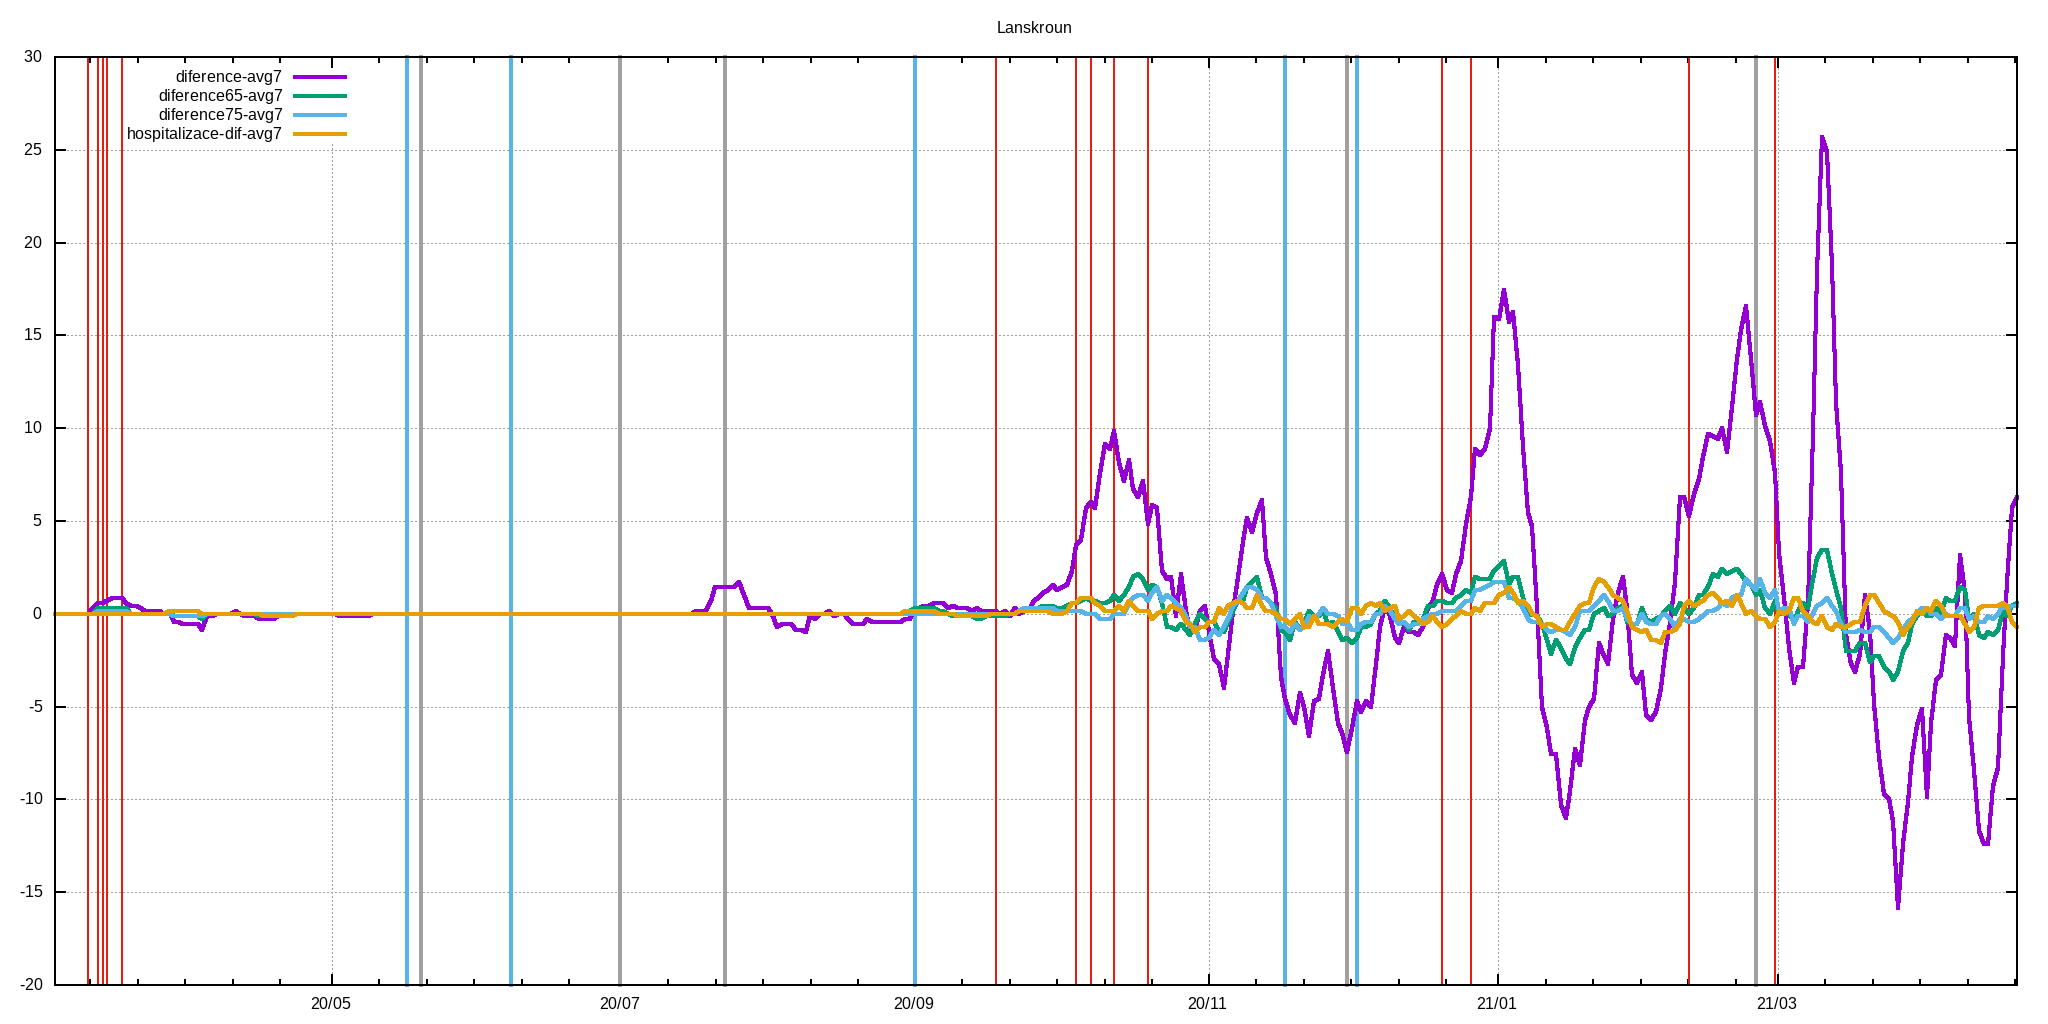 Lanskroun
30
diference-avg7
diference65-avg7
diference75-avg7
hospitalizace-dif-avg7
25
20
15
10
5
0
-5
-10
-15
-20
20/05 20/07 20/09 20/11 21/01 21/03